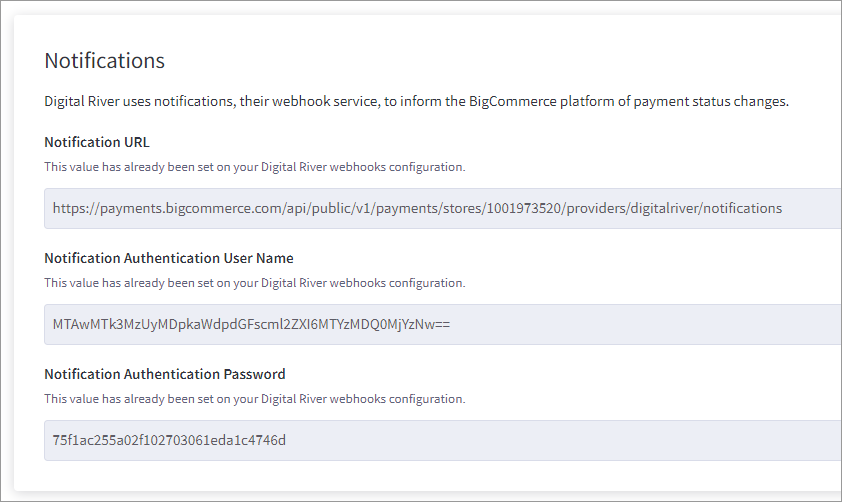 Notifications
Digital River uses notifications, their webhook service, to inform the BigCommerce platform of payment status changes.
Notification URL
This value has already been set on your Digital River webhooks configuration.
https://payments.bigcommerce.com/api/public/v1/payments/stores/1001973520/providers/digitalriver/notifications
Notification Authentication User Name
This value has already been set on your Digital River webhooks configuration.
MTAwMTk3MzUyMDpkaWdpdGFscml2ZXI6MTYzMDQ0MjYzNw==
Notification Authentication Password
This value has already been set on your Digital River webhooks configuration.
75f1ac255a02f102703061eda1c4746d